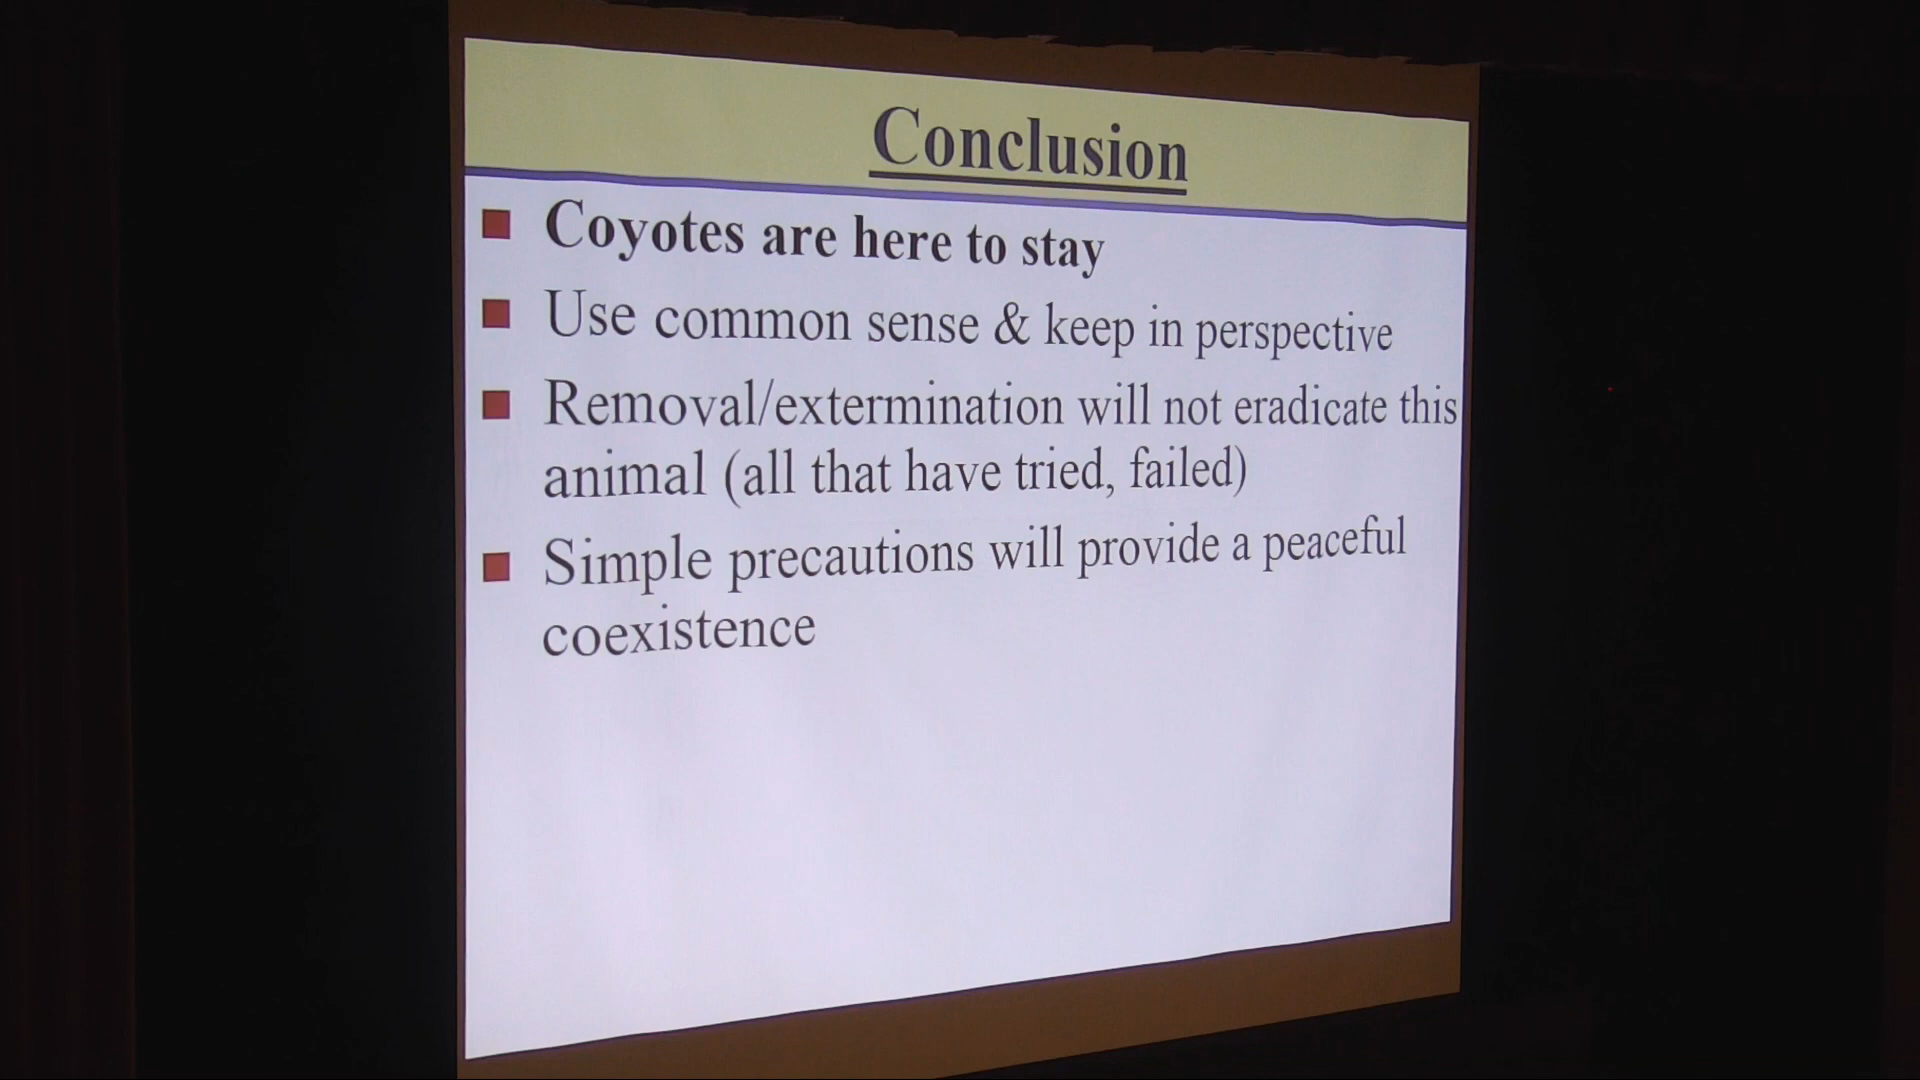 Conclusion
Coyotes are here to stay
Use common sense & keep in perspective
Removal/extermination will not eradicate this
animal (all that have tried, failed)
Simple precautions will provide a peaceful
coexistence